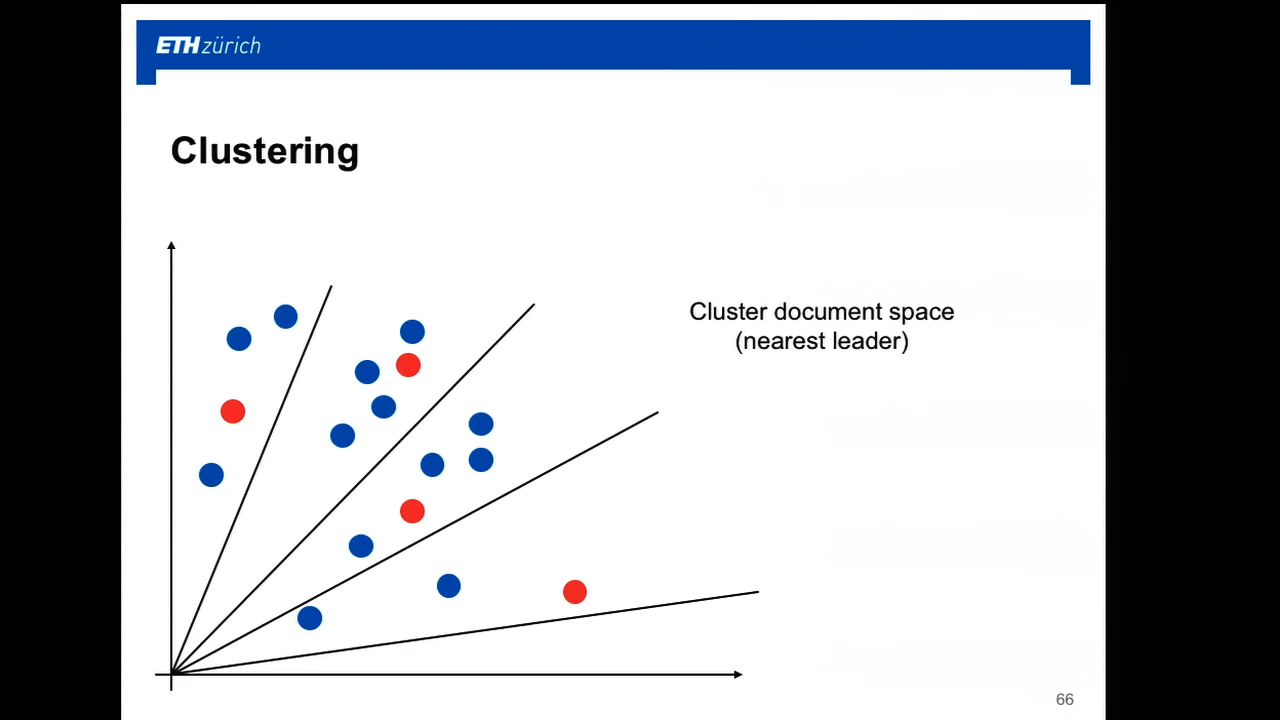 ETH zürich
Clustering
Cluster document space
(nearest leader)
66